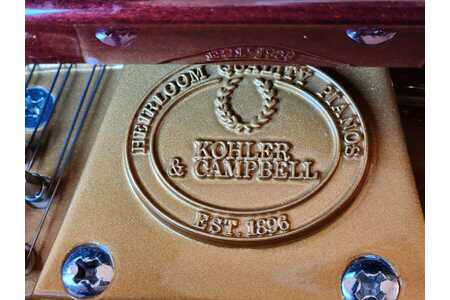 HEIRLOOM QUALITY PIANOS
KOHLER
& CAMPBELL
EST. 1896